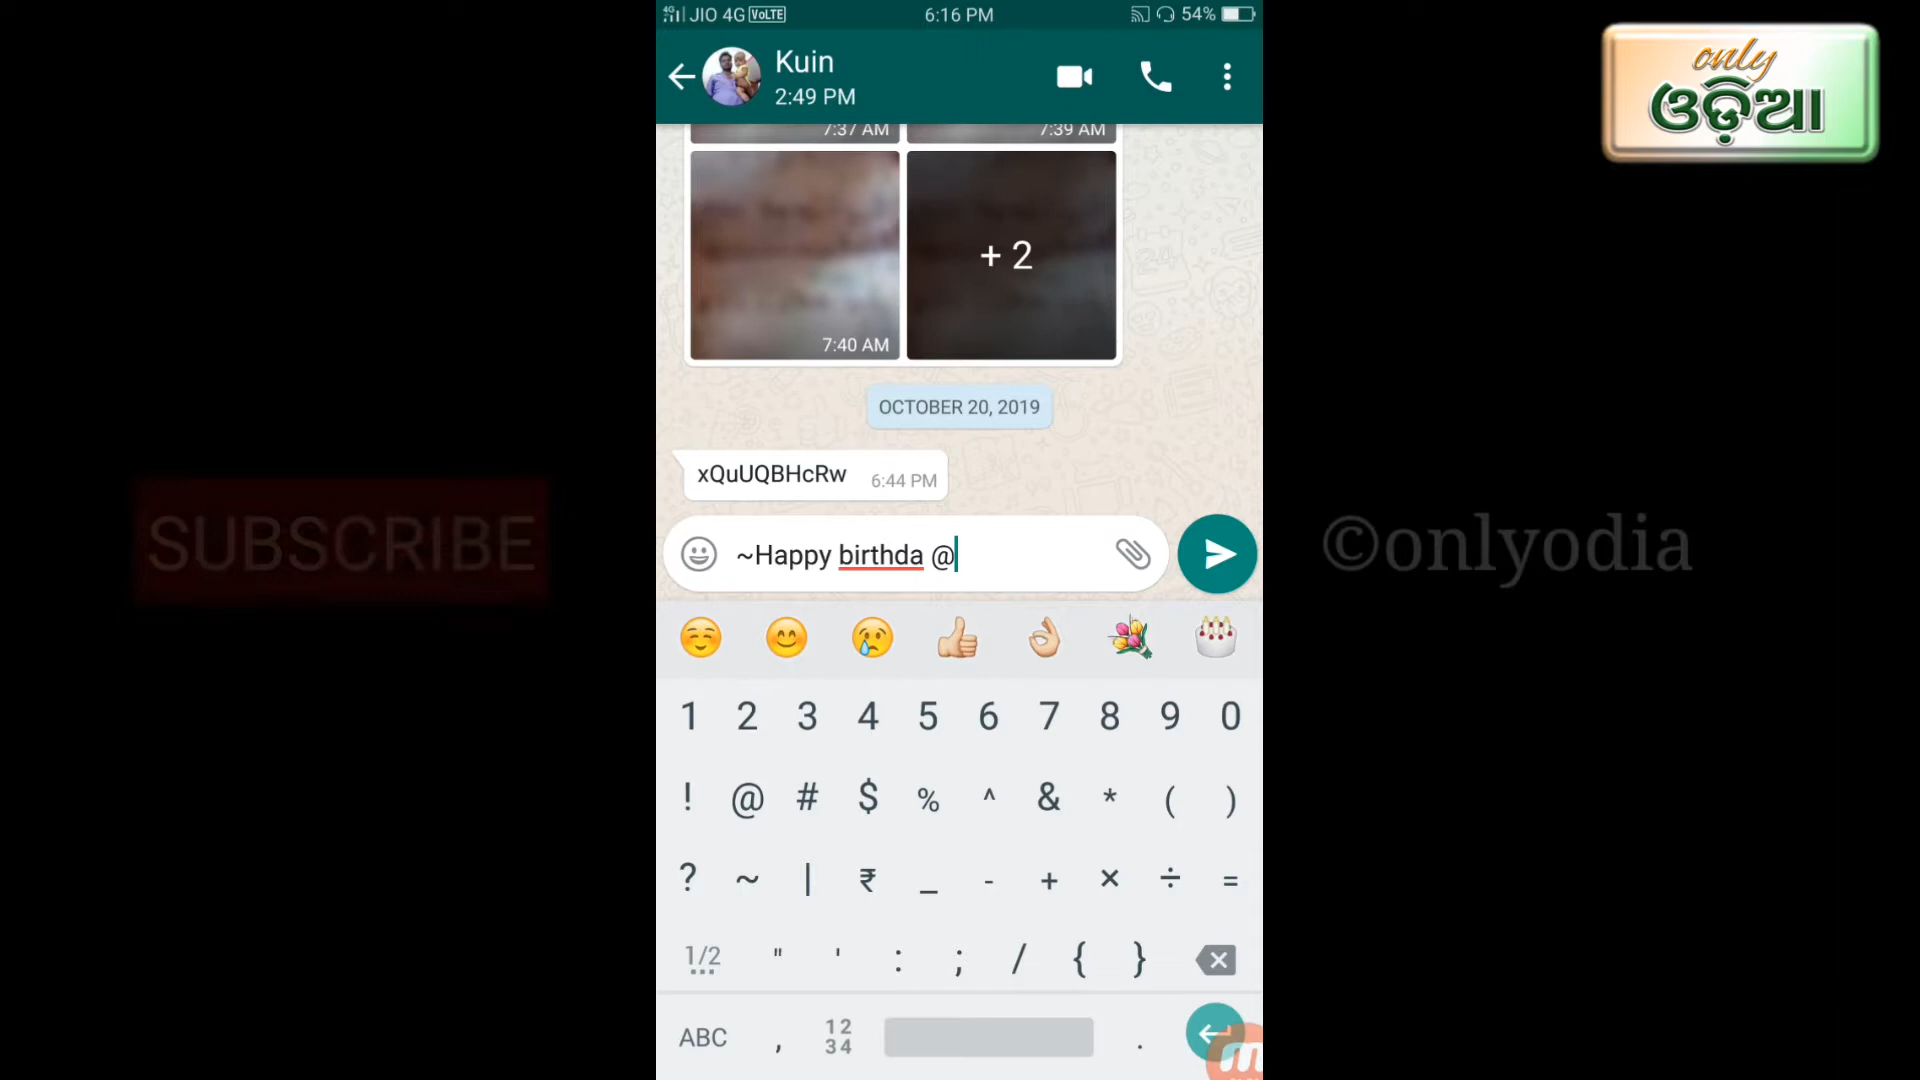 JIO 4G VoLTE
6:16 PM
54%
only
ଓଡ଼ିଆ
Kuin
2:49 PM
7:37 AM
7:39 AM
+ 2
7:40 AM
OCTOBER 20, 2019
xQuUQBHcRw 6:44 PM
SUBSCRIBE
~Happy birthda @
©onlyodia
1 2 3 4 5 6 7 8 9 0
! @ # $ % ^ & * ( )
? ~ | ₹ _ - + × ÷ =
1/2 " ' : ; / { }
ABC , 12 34 .